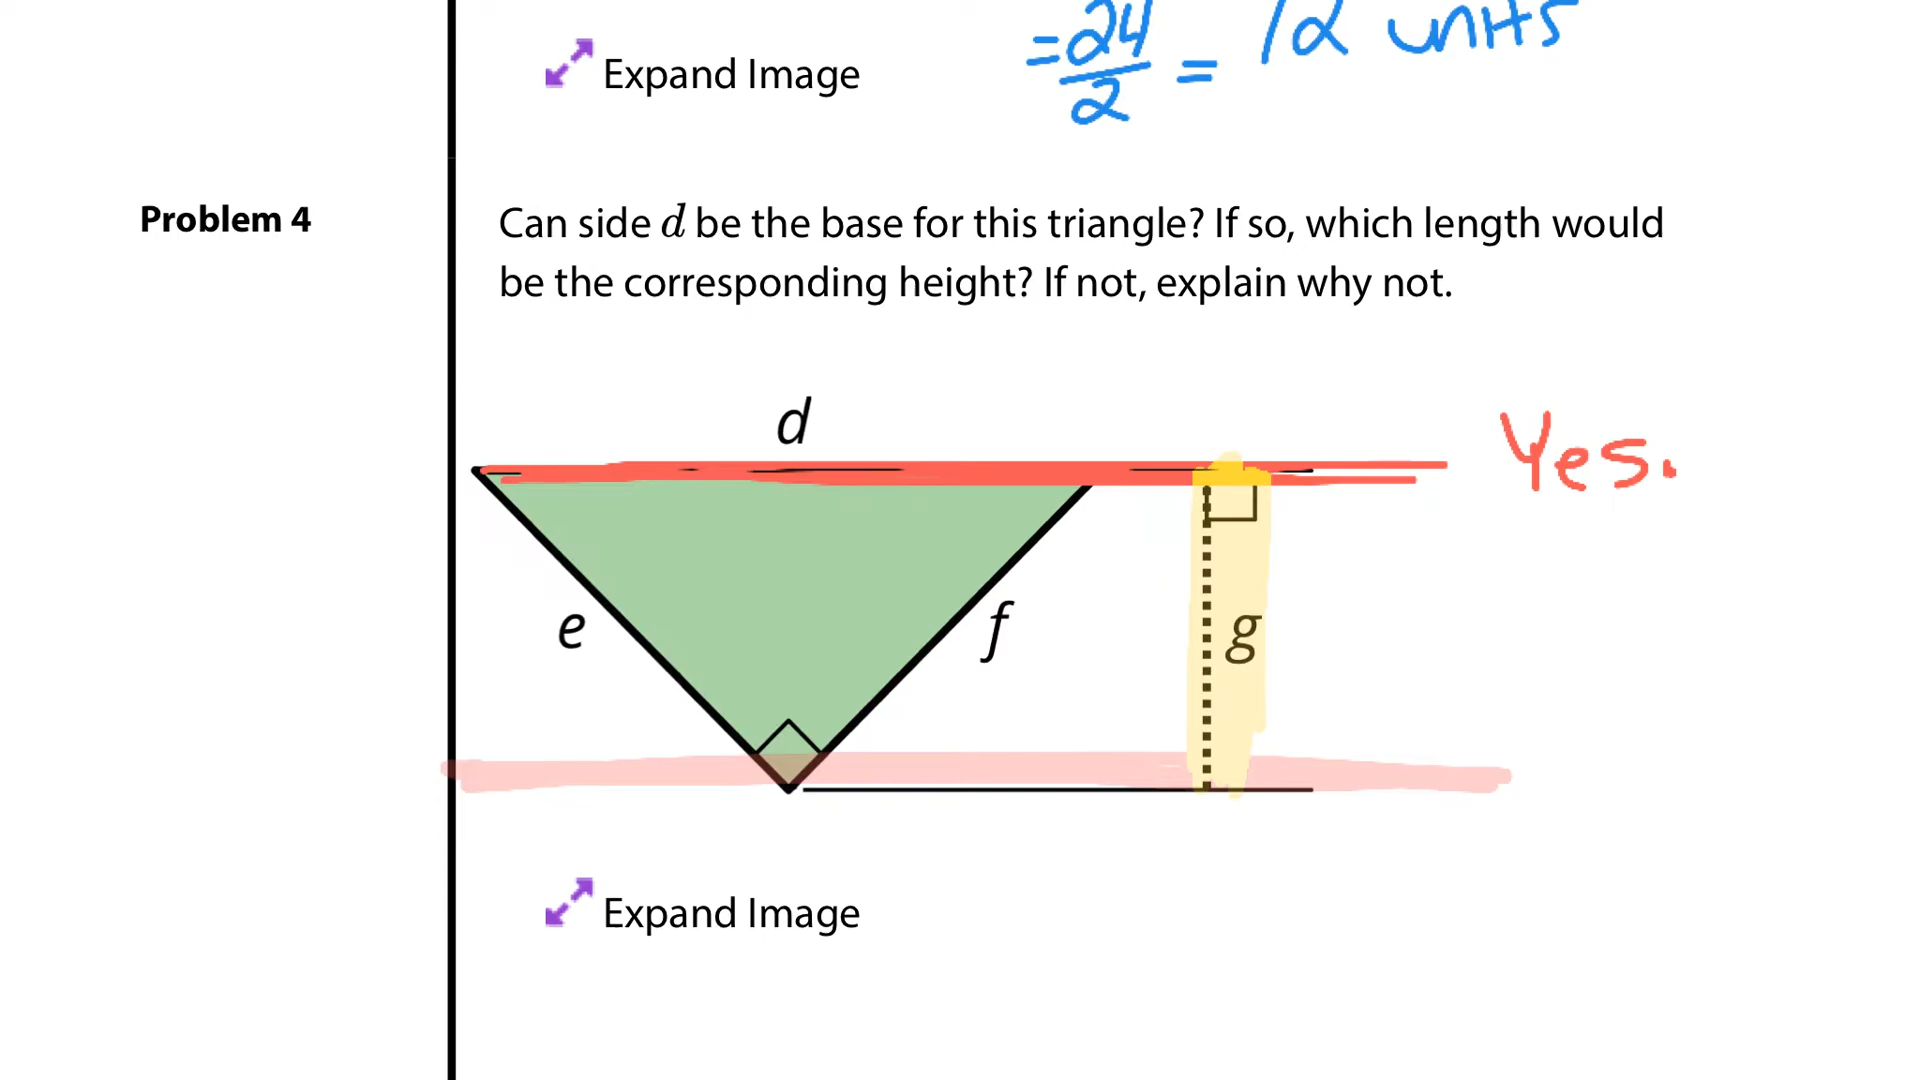 = 24/2 = 12 units
Expand Image
Problem 4
Can side d be the base for this triangle? If so, which length would
be the corresponding height? If not, explain why not.
d
Yes.
e
f
g
Expand Image